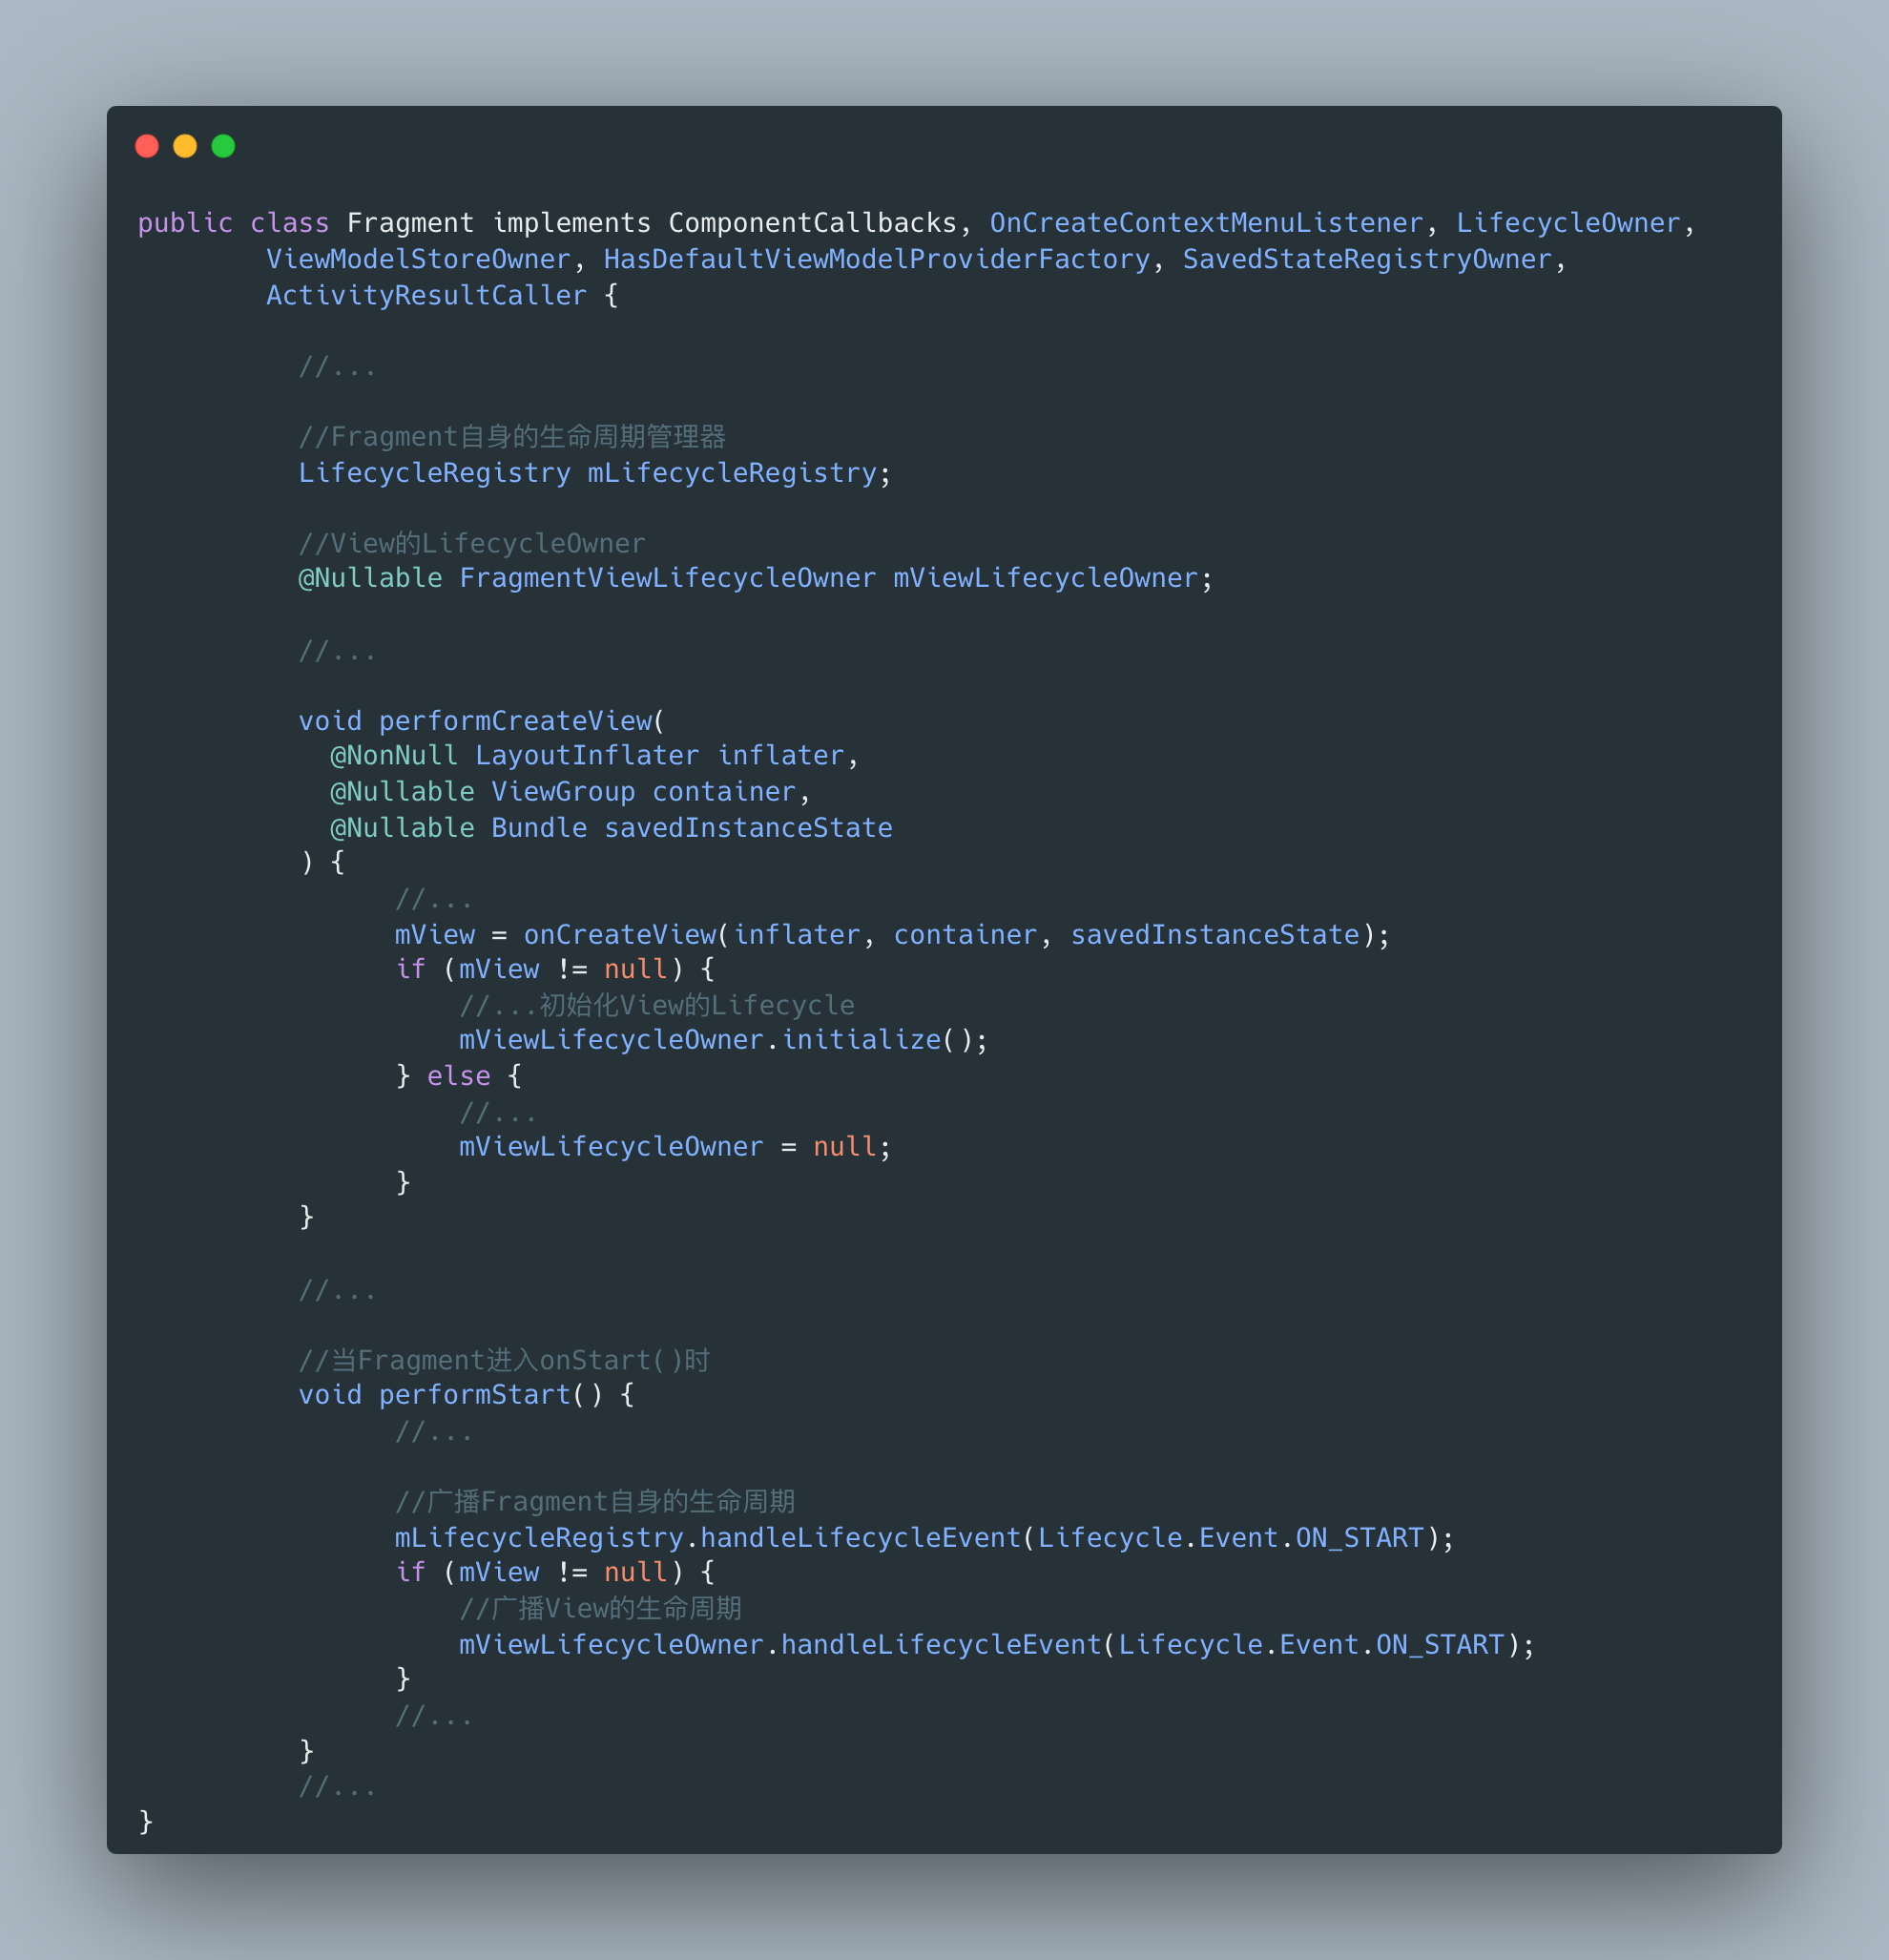 public class Fragment implements ComponentCallbacks, OnCreateContextMenuListener, LifecycleOwner,
        ViewModelStoreOwner, HasDefaultViewModelProviderFactory, SavedStateRegistryOwner,
        ActivityResultCaller {

          //...

          //Fragment自身的生命周期管理器
          LifecycleRegistry mLifecycleRegistry;

          //View的LifecycleOwner
          @Nullable FragmentViewLifecycleOwner mViewLifecycleOwner;

          //...

          void performCreateView(
            @NonNull LayoutInflater inflater,
            @Nullable ViewGroup container,
            @Nullable Bundle savedInstanceState
          ) {
                //...
                mView = onCreateView(inflater, container, savedInstanceState);
                if (mView != null) {
                    //...初始化View的Lifecycle
                    mViewLifecycleOwner.initialize();
                } else {
                    //...
                    mViewLifecycleOwner = null;
                }
          }

          //...

          //当Fragment进入onStart()时
          void performStart() {
                //...

                //广播Fragment自身的生命周期
                mLifecycleRegistry.handleLifecycleEvent(Lifecycle.Event.ON_START);
                if (mView != null) {
                    //广播View的生命周期
                    mViewLifecycleOwner.handleLifecycleEvent(Lifecycle.Event.ON_START);
                }
                //...
          }
          //...
}